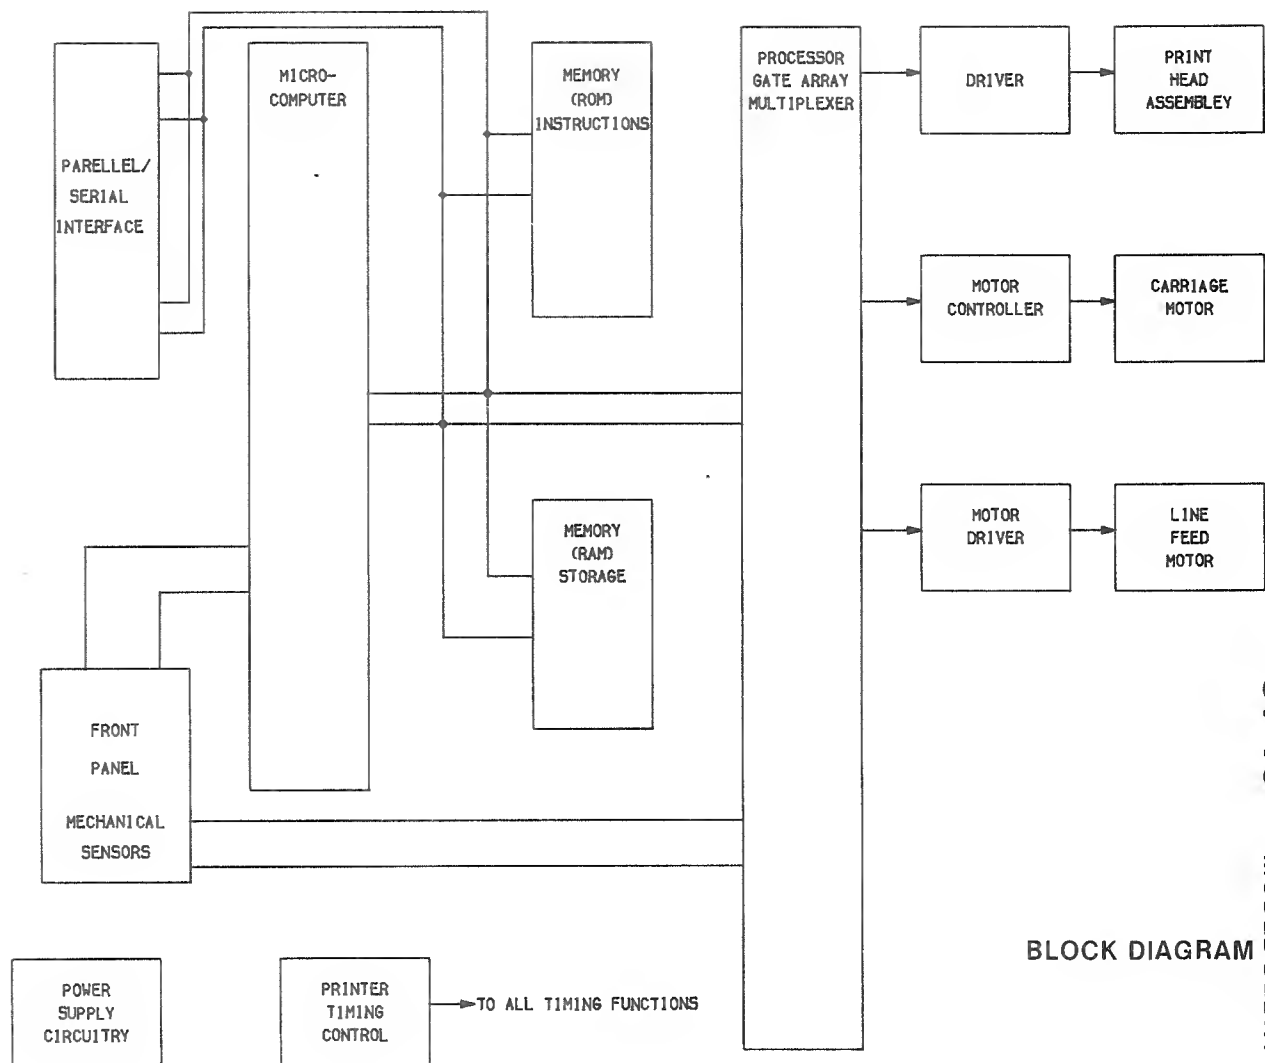 PARELLEL/
SERIAL
INTERFACE
MICRO-
COMPUTER
MEMORY
(ROM)
INSTRUCTIONS
PROCESSOR
GATE ARRAY
MULTIPLEXER
DRIVER
PRINT
HEAD
ASSEMBLEY
MOTOR
CONTROLLER
CARRIAGE
MOTOR
MEMORY
(RAM)
STORAGE
MOTOR
DRIVER
LINE
FEED
MOTOR
FRONT
PANEL
MECHANICAL
SENSORS
BLOCK DIAGRAM
POWER
SUPPLY
CIRCUITRY
PRINTER
TIMING
CONTROL
TO ALL TIMING FUNCTIONS